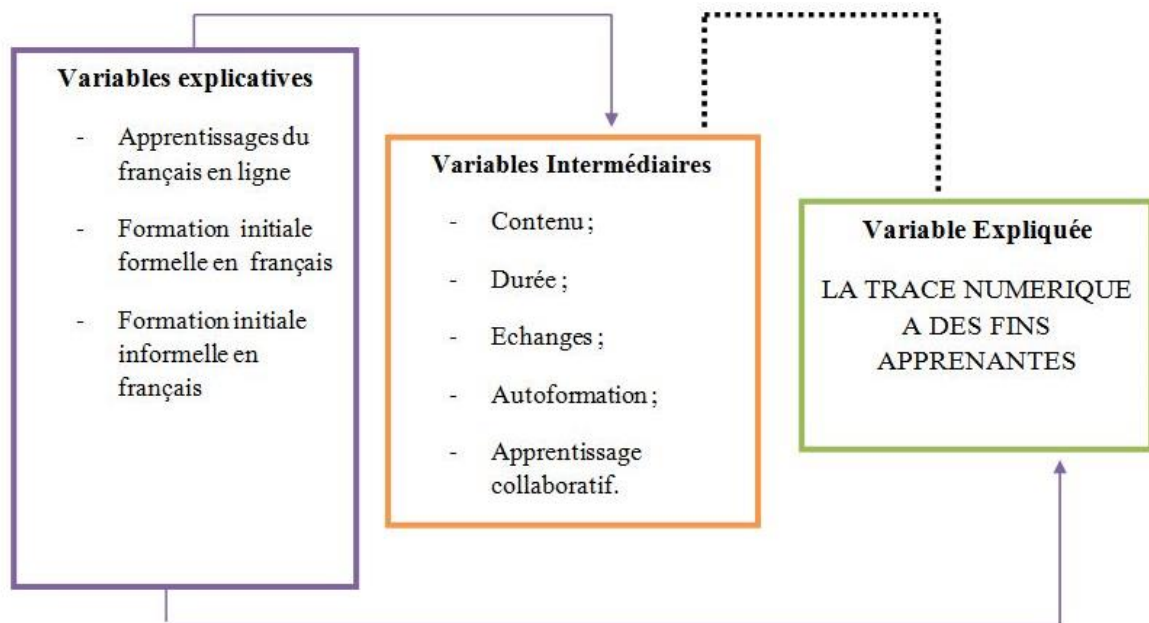 Variables explicatives
- Apprentissages du
français en ligne
- Formation initiale
formelle en français
- Formation initiale
informelle en
français
Variables Intermédiaires
- Contenu ;
- Durée ;
- Echanges ;
- Autoformation ;
- Apprentissage
collaboratif.
Variable Expliquée
LA TRACE NUMERIQUE
A DES FINS
APPRENANTES